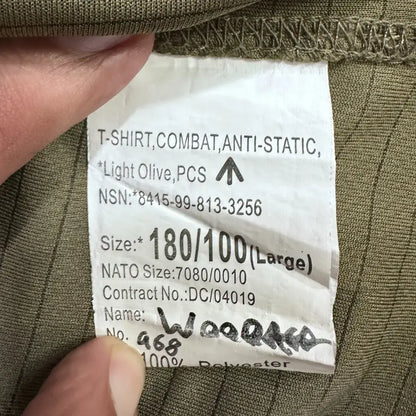 T-SHIRT,COMBAT,ANTI-STATIC,
*Light Olive,PCS
NSN:*8415-99-813-3256
Size:* 180/100(Large)
NATO Size:7080/0010
Contract No.:DC/04019
Name:
No. 968
100% Polyester